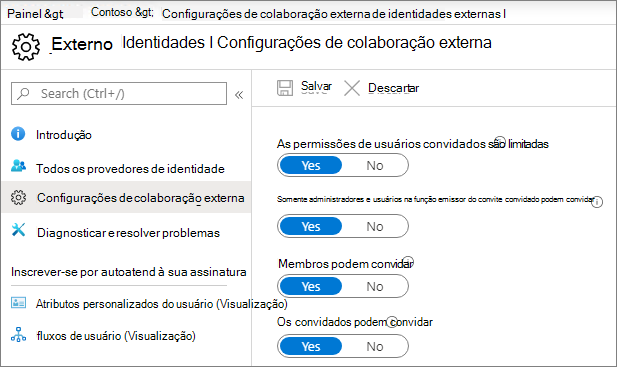 Painel &gt; Contoso &gt; Configurações de colaboração externa de identidades externas I
Externo Identidades I Configurações de colaboração externa
Search (Ctrl+/) «
Salvar Descartar
Introdução
Todos os provedores de identidade
Configurações de colaboração externa
Diagnosticar e resolver problemas
Inscrever-se por autoatend à sua assinatura
Atributos personalizados do usuário (Visualização)
fluxos de usuário (Visualização)
As permissões de usuários convidados são limitadas
Yes No
Somente administradores e usuários na função emissor do convite convidado podem convidar
Yes No
Membros podem convidar
Yes No
Os convidados podem convidar
Yes No